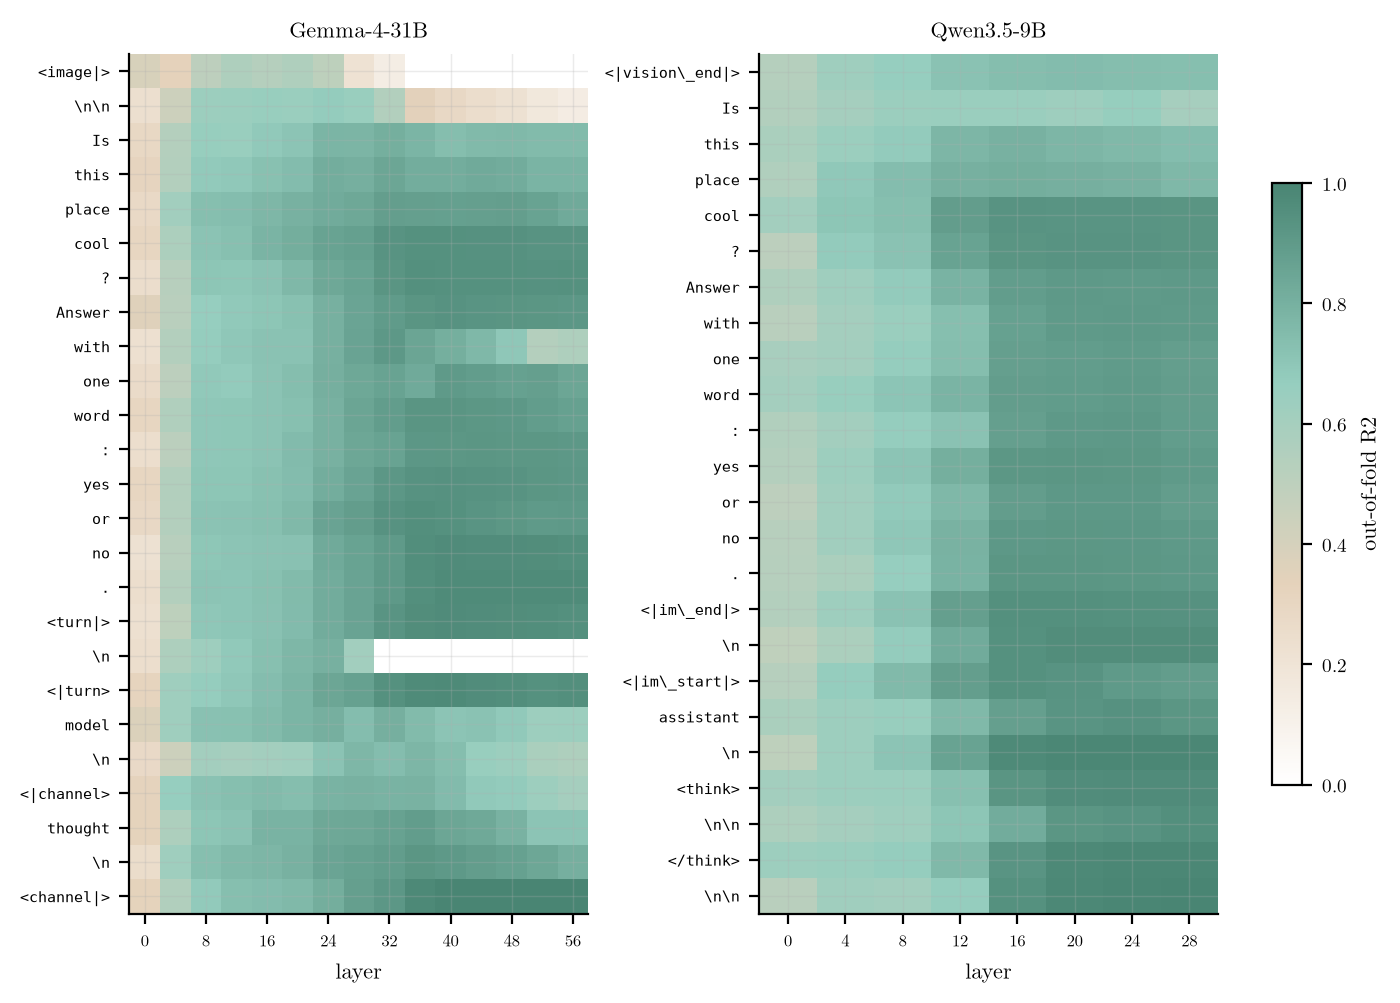 Gemma-4-31B
<image|>
\n\n
Is
this
place
cool
?
Answer
with
one
word
:
yes
or
no
.
<turn|>
\n
<|turn>
model
\n
<|channel>
thought
\n
<channel|>
0 8 16 24 32 40 48 56
layer
Qwen3.5-9B
<|vision\_end|>
Is
this
place
cool
?
Answer
with
one
word
:
yes
or
no
.
<|im\_end|>
\n
<|im\_start|>
assistant
\n
<think>
\n\n
</think>
\n\n
0 4 8 12 16 20 24 28
layer
1.0
0.8
0.6
0.4
0.2
0.0
out-of-fold R2